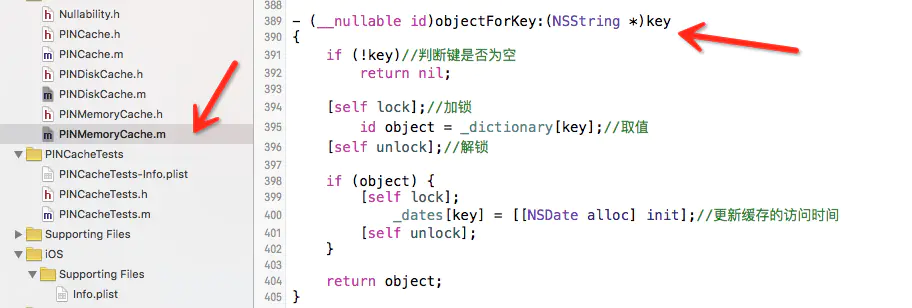 Nullability.h
PINCache.h
PINCache.m
PINDiskCache.h
PINDiskCache.m
PINMemoryCache.h
PINMemoryCache.m
PINCacheTests
PINCacheTests-Info.plist
PINCacheTests.h
PINCacheTests.m
Supporting Files
iOS
Supporting Files
Info.plist
388
389 - (__nullable id)objectForKey:(NSString *)key
390 {
391 if (!key)//判断键是否为空
392 return nil;
393
394 [self lock];//加锁
395 id object = _dictionary[key];//取值
396 [self unlock];//解锁
397
398 if (object) {
399 [self lock];
400 _dates[key] = [[NSDate alloc] init];//更新缓存的访问时间
401 [self unlock];
402 }
403
404 return object;
405 }